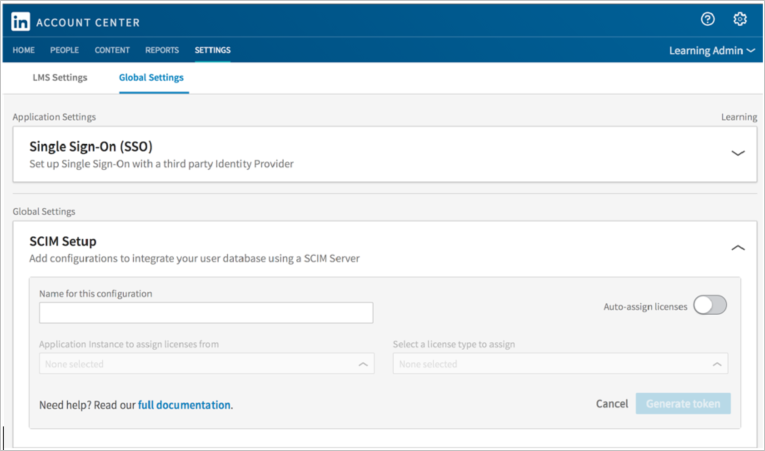 in ACCOUNT CENTER
HOME PEOPLE CONTENT REPORTS SETTINGS Learning Admin
LMS Settings Global Settings
Application Settings Learning
Single Sign-On (SSO)
Set up Single Sign-On with a third party Identity Provider
Global Settings
SCIM Setup
Add configurations to integrate your user database using a SCIM Server
Name for this configuration
Auto-assign licenses
Application Instance to assign licenses from Select a license type to assign
None selected None selected
Need help? Read our full documentation. Cancel Generate token